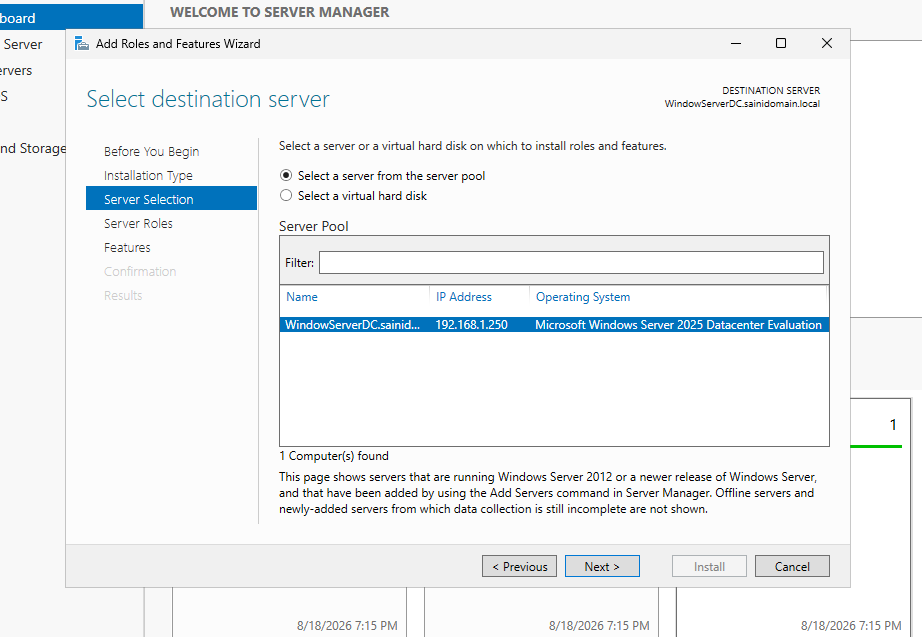 board
WELCOME TO SERVER MANAGER
Server
ervers
S
nd Storage
Add Roles and Features Wizard
Select destination server
DESTINATION SERVER
WindowServerDC.sainidomain.local
Before You Begin
Installation Type
Server Selection
Server Roles
Features
Confirmation
Results
Select a server or a virtual hard disk on which to install roles and features.
Select a server from the server pool
Select a virtual hard disk
Server Pool
Filter:
Name IP Address Operating System
WindowServerDC.sainid... 192.168.1.250 Microsoft Windows Server 2025 Datacenter Evaluation
1 Computer(s) found
This page shows servers that are running Windows Server 2012 or a newer release of Windows Server,
and that have been added by using the Add Servers command in Server Manager. Offline servers and
newly-added servers from which data collection is still incomplete are not shown.
< Previous Next > Install Cancel
1
8/18/2026 7:15 PM 8/18/2026 7:15 PM 8/18/2026 7:15 PM